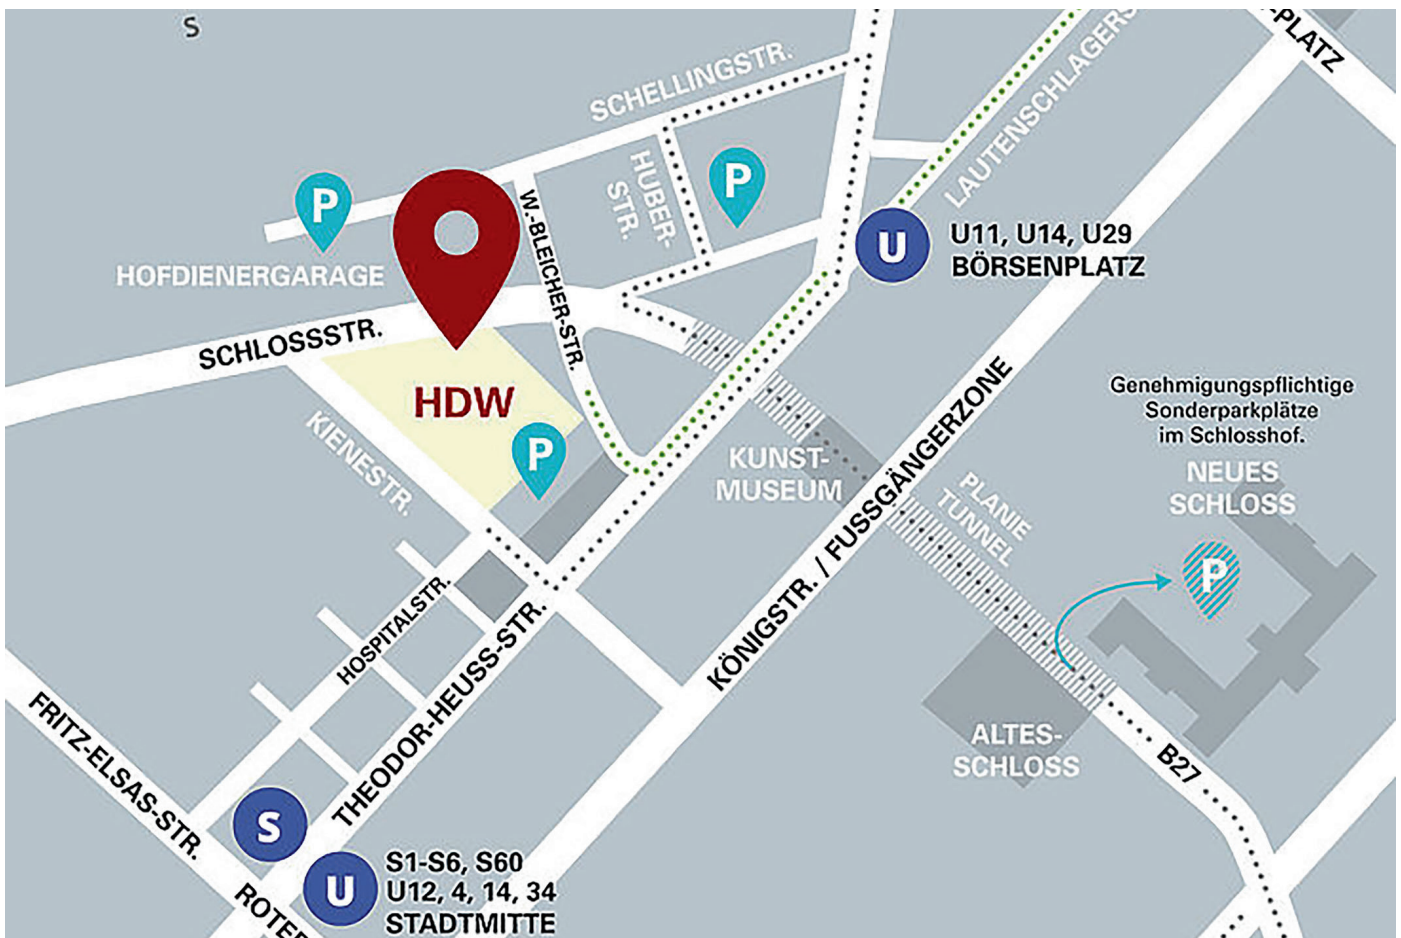 S
-PLATZ
SCHELLINGSTR.
LAUTENSCHLAGERS
P
P
HUBER-
STR.
W.-BLEICHER-STR.
U
U11, U14, U29
BÖRSENPLATZ
HOFDIENERGARAGE
SCHLOSSSTR.
HDW
P
KIENESTR.
KUNST-
MUSEUM
KÖNIGSTR. / FUSSGÄNGERZONE
Genehmigungspflichtige
Sonderparkplätze
im Schlosshof.
NEUES
SCHLOSS
P
PLANIE
TUNNEL
HOSPITALSTR.
THEODOR-HEUSS-STR.
FRITZ-ELSAS-STR.
ALTES-
SCHLOSS
B27
S
U
S1-S6, S60
U12, 4, 14, 34
STADTMITTE
ROTE